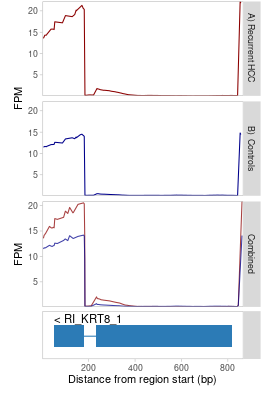 20
15
10
5
FPM
A) Recurrent HCC
20
15
10
5
B) Controls
20
15
10
5
FPM
Combined
< RI_KRT8_1
200
400
600
800
Distance from region start (bp)